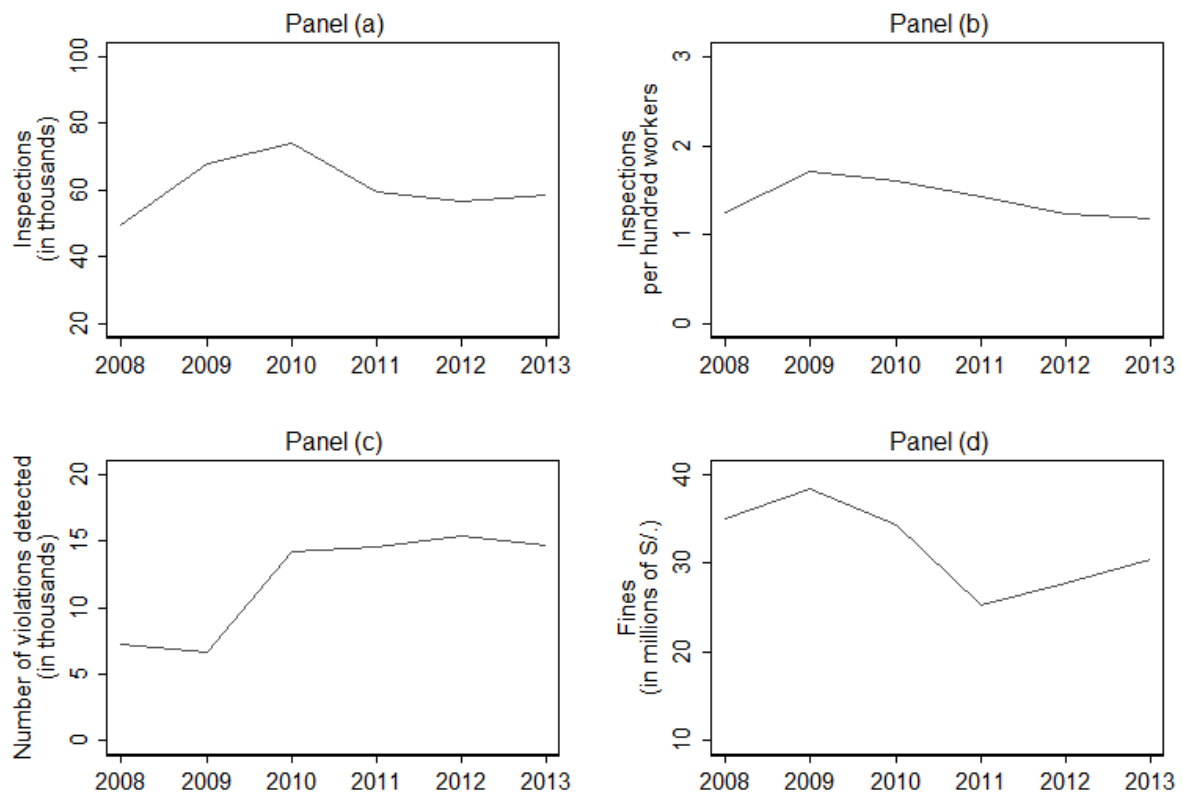 Panel (a)
Inspections
(in thousands)
100
80
60
40
20
2008 2009 2010 2011 2012 2013
Panel (b)
Inspections
per hundred workers
3
2
1
0
2008 2009 2010 2011 2012 2013
Panel (c)
Number of violations detected
(in thousands)
20
15
10
5
0
2008 2009 2010 2011 2012 2013
Panel (d)
Fines
(in millions of S/.)
40
30
20
10
2008 2009 2010 2011 2012 2013